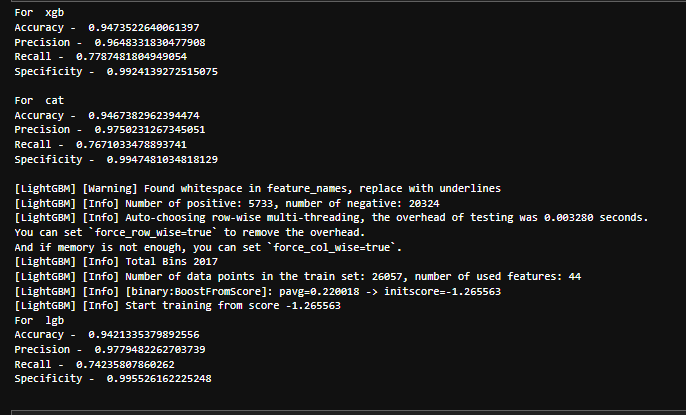 For  xgb
Accuracy -  0.9473522640061397
Precision -  0.9648331830477908
Recall -  0.7787481804949054
Specificity -  0.9924139272515075
For  cat
Accuracy -  0.9467382962394474
Precision -  0.9750231267345051
Recall -  0.7671033478893741
Specificity -  0.9947481034818129
[LightGBM] [Warning] Found whitespace in feature_names, replace with underlines
[LightGBM] [Info] Number of positive: 5733, number of negative: 20324
[LightGBM] [Info] Auto-choosing row-wise multi-threading, the overhead of testing was 0.003280 seconds.
You can set `force_row_wise=true` to remove the overhead.
And if memory is not enough, you can set `force_col_wise=true`.
[LightGBM] [Info] Total Bins 2017
[LightGBM] [Info] Number of data points in the train set: 26057, number of used features: 44
[LightGBM] [Info] [binary:BoostFromScore]: pavg=0.220018 -> initscore=-1.265563
[LightGBM] [Info] Start training from score -1.265563
For  lgb
Accuracy -  0.9421335379892556
Precision -  0.9779482262703739
Recall -  0.74235807860262
Specificity -  0.995526162225248